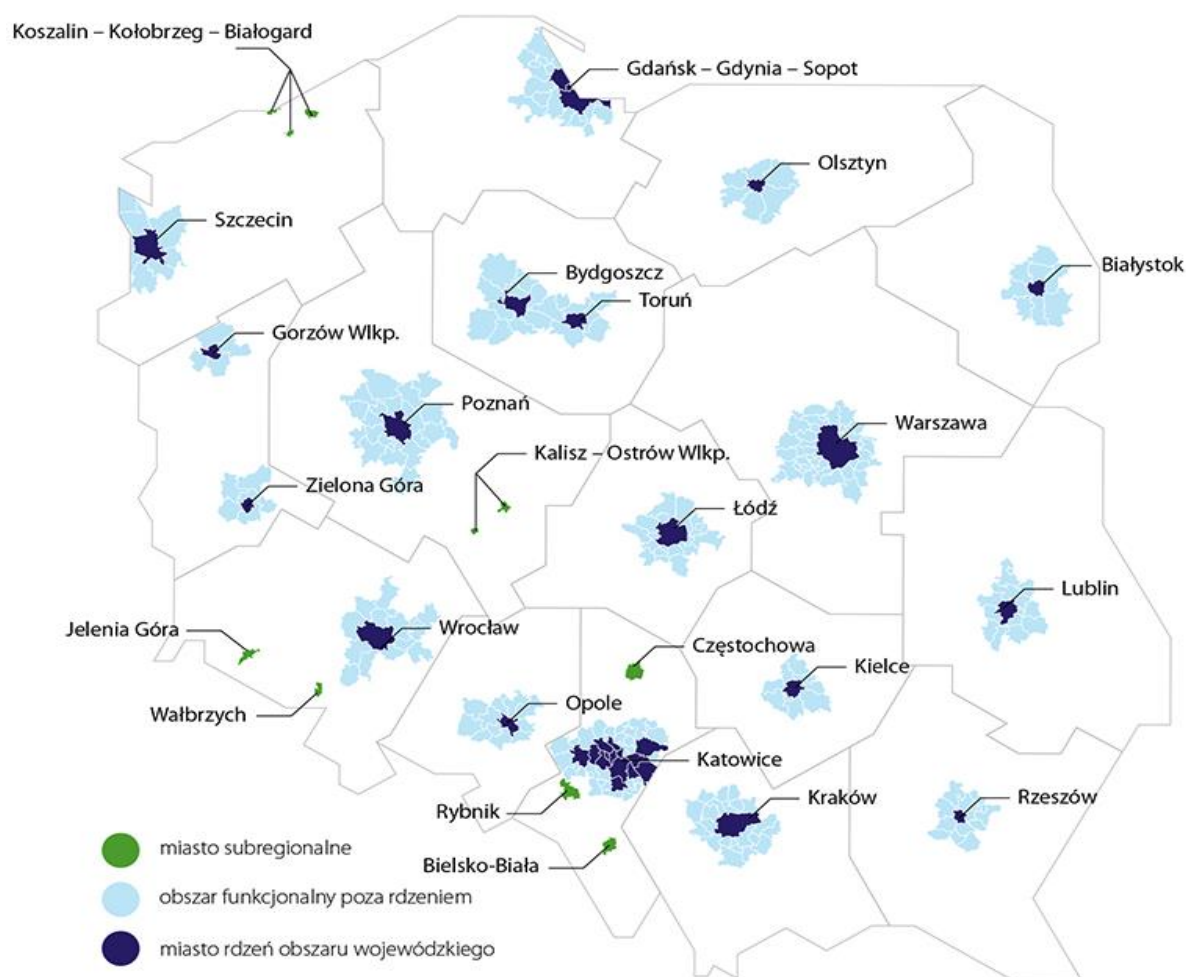 Koszalin – Kołobrzeg – Białogard
Gdańsk – Gdynia – Sopot
Olsztyn
Szczecin
Białystok
Bydgoszcz
Toruń
Gorzów Wlkp.
Poznań
Warszawa
Kalisz – Ostrów Wlkp.
Zielona Góra
Łódź
Lublin
Jelenia Góra
Wrocław
Częstochowa
Kielce
Wałbrzych
Opole
Katowice
Kraków
Rzeszów
Rybnik
Bielsko-Biała
miasto subregionalne
obszar funkcjonalny poza rdzeniem
miasto rdzeń obszaru wojewódzkiego